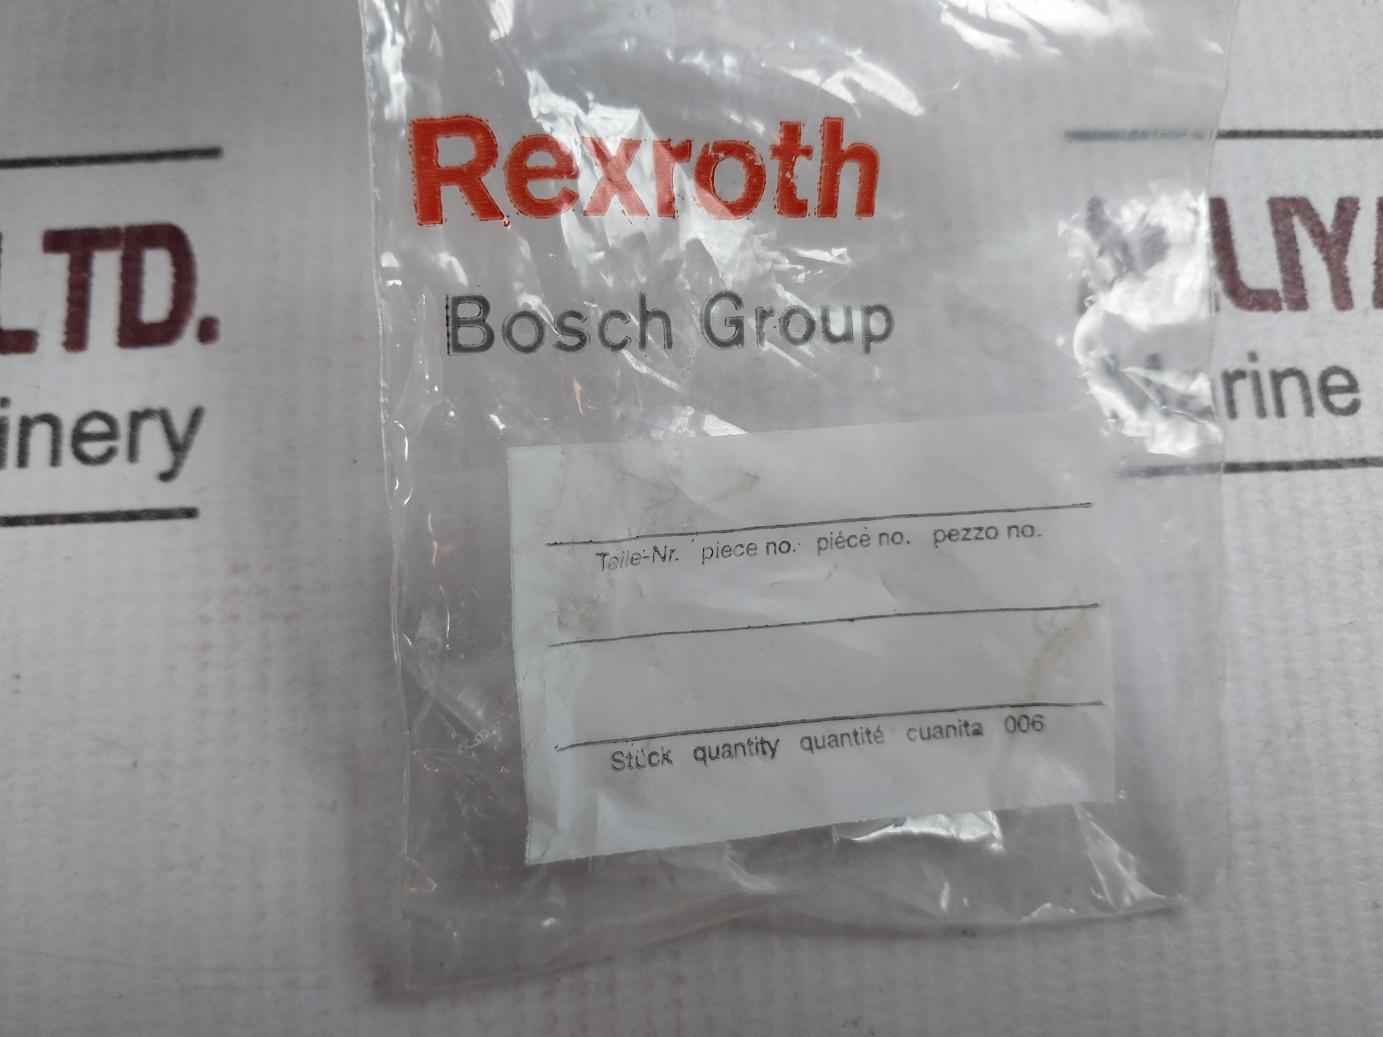 Rexroth
Bosch Group
LTD.
inery
LIY
rine
Teile-Nr. piece no. piécè no. pezzo no.
Stück quantity quantité cuanita 006